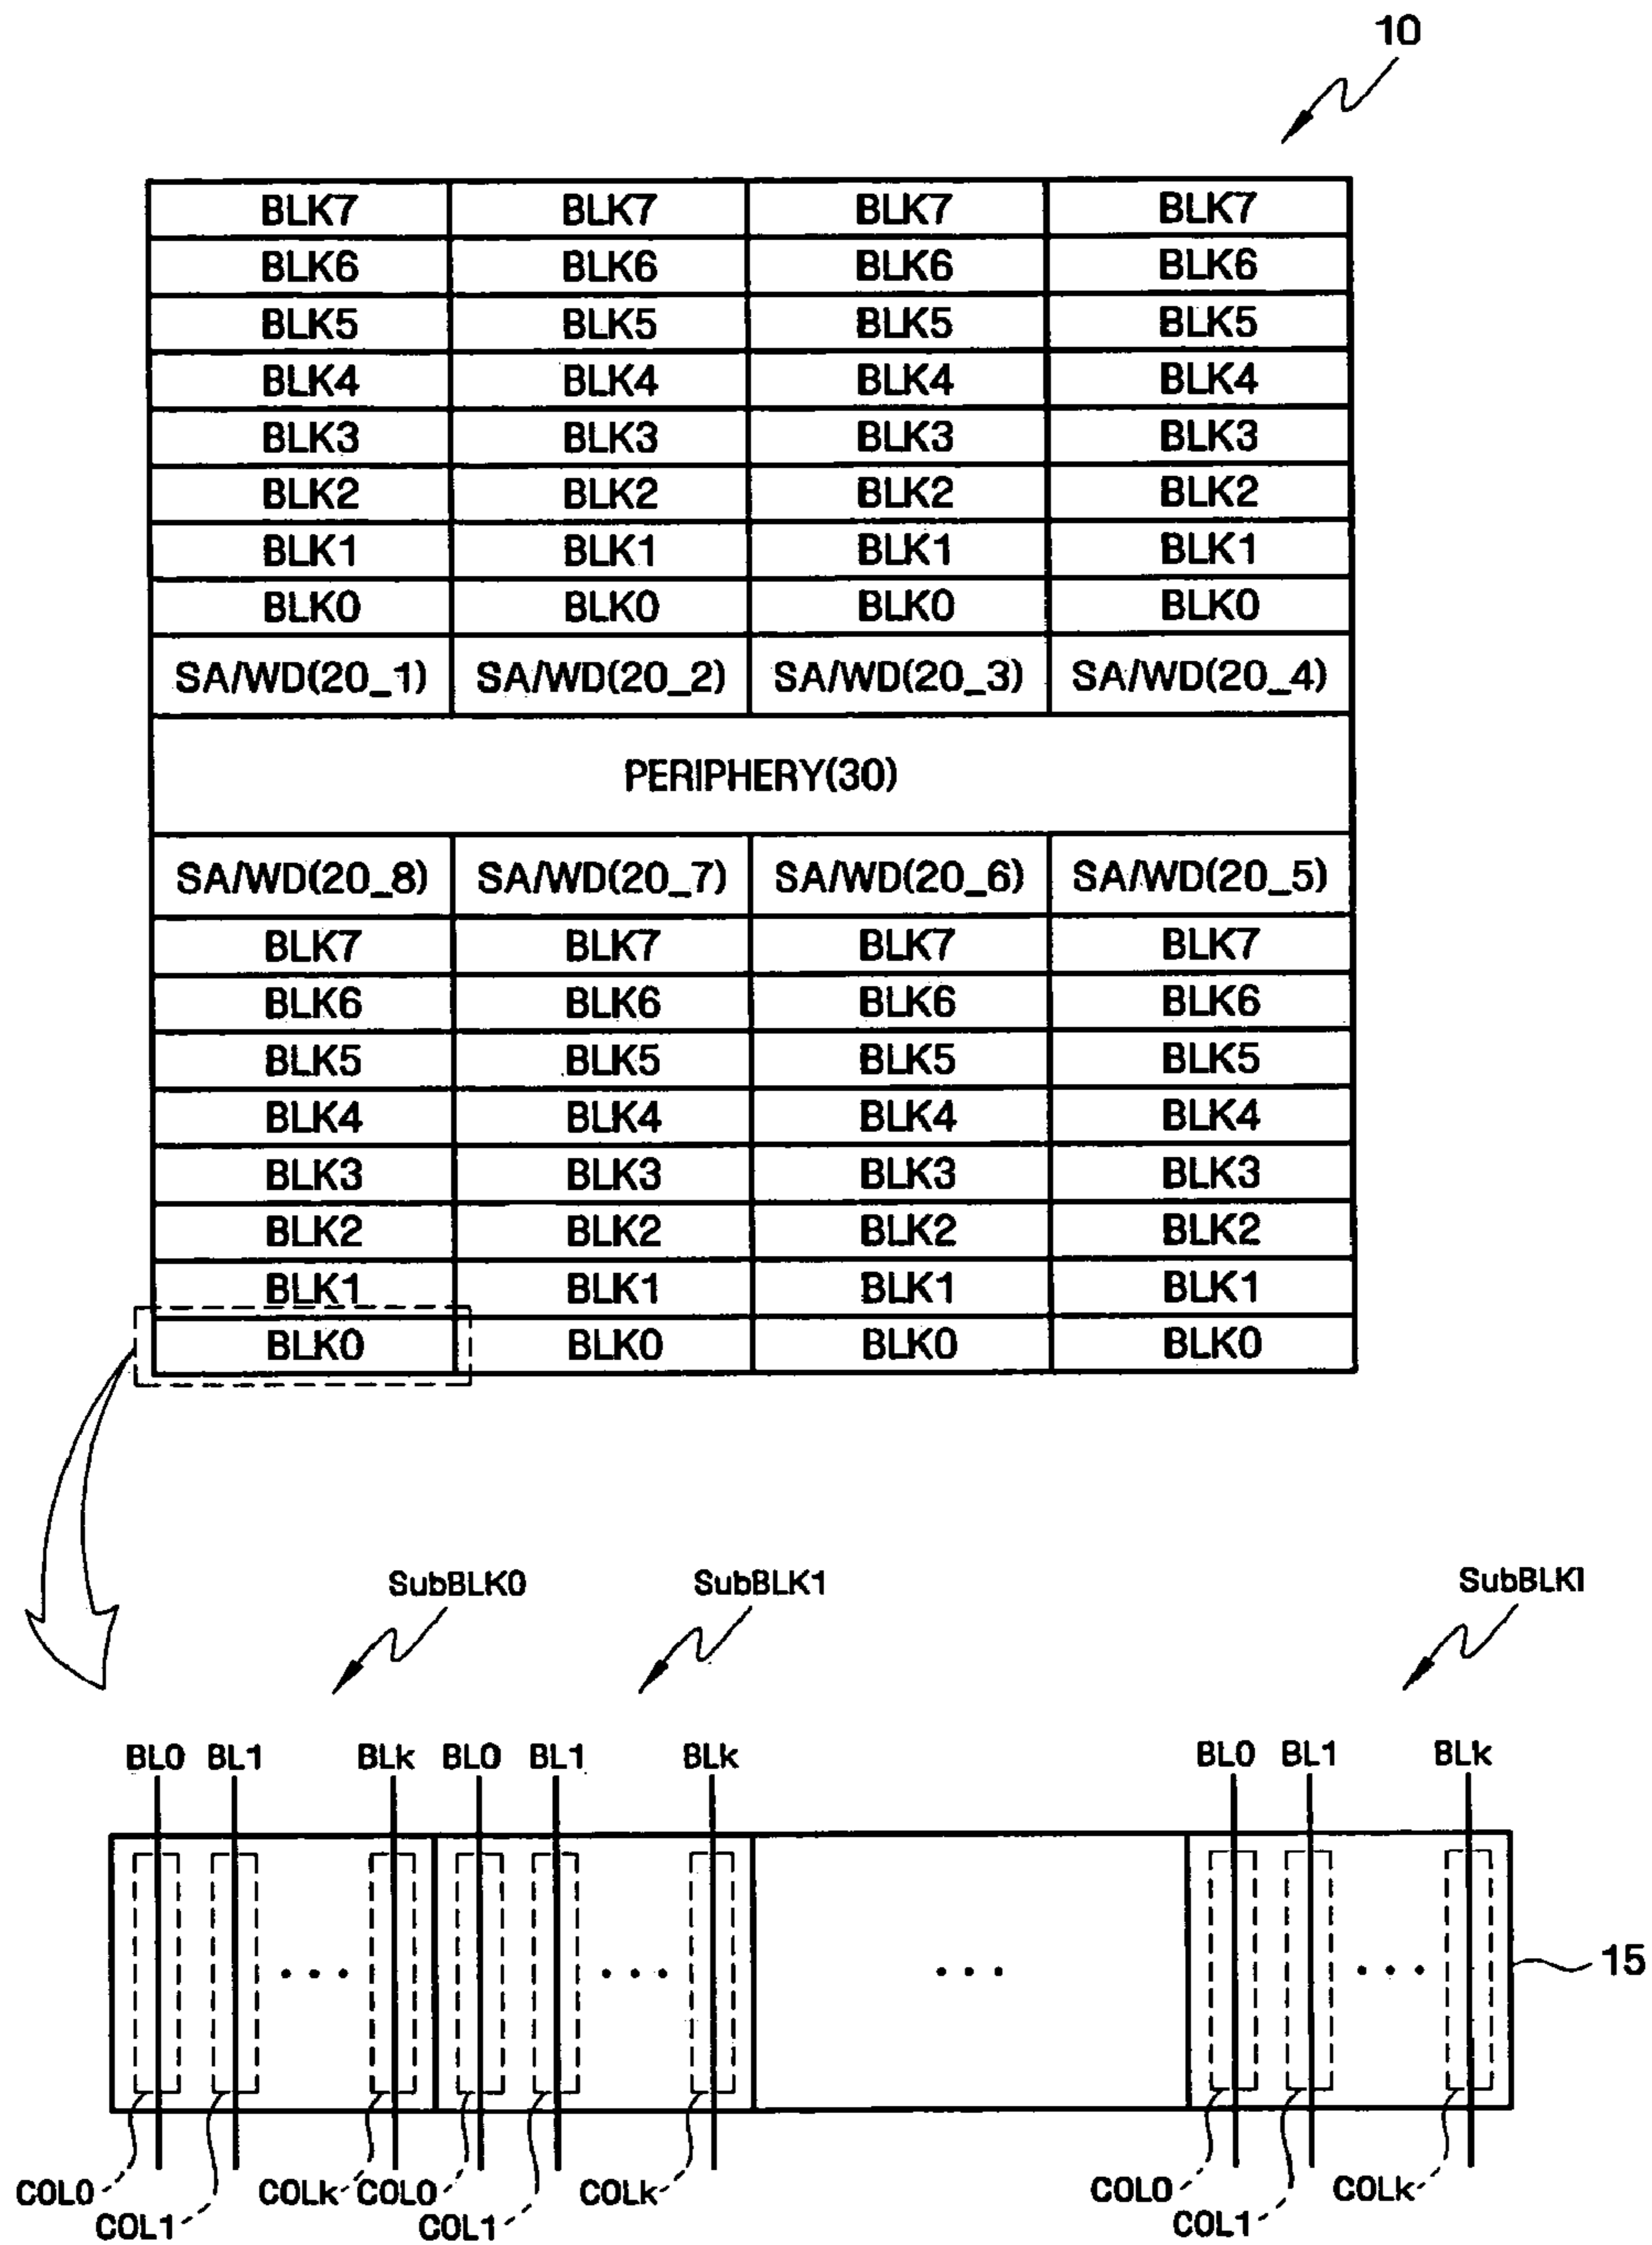 10
BLK7 BLK7 BLK7 BLK7
BLK6 BLK6 BLK6 BLK6
BLK5 BLK5 BLK5 BLK5
BLK4 BLK4 BLK4 BLK4
BLK3 BLK3 BLK3 BLK3
BLK2 BLK2 BLK2 BLK2
BLK1 BLK1 BLK1 BLK1
BLK0 BLK0 BLK0 BLK0
SA/WD(20_1) SA/WD(20_2) SA/WD(20_3) SA/WD(20_4)
PERIPHERY(30)
SA/WD(20_8) SA/WD(20_7) SA/WD(20_6) SA/WD(20_5)
BLK7 BLK7 BLK7 BLK7
BLK6 BLK6 BLK6 BLK6
BLK5 BLK5 BLK5 BLK5
BLK4 BLK4 BLK4 BLK4
BLK3 BLK3 BLK3 BLK3
BLK2 BLK2 BLK2 BLK2
BLK1 BLK1 BLK1 BLK1
BLK0 BLK0 BLK0 BLK0
SubBLK0 SubBLK1 SubBLKl
BL0 BL1 BLk BL0 BL1 BLk BL0 BL1 BLk
... ... ... ... 15
COL0 COLk COL0 COLk COL0 COLk
COL1 COL1 COL1